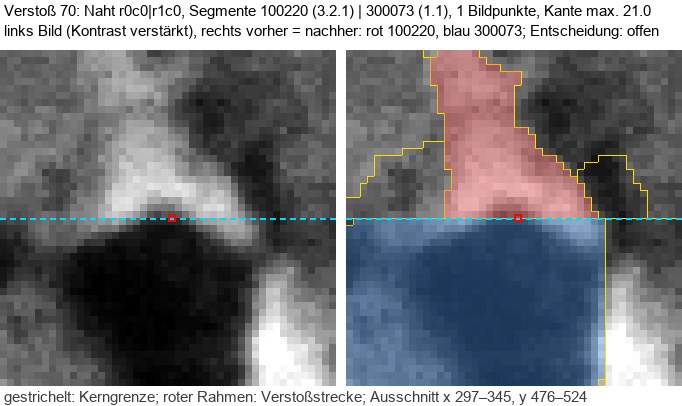 Verstoß 70: Naht r0c0|r1c0, Segmente 100220 (3.2.1) | 300073 (1.1), 1 Bildpunkte, Kante max. 21.0
links Bild (Kontrast verstärkt), rechts vorher = nachher: rot 100220, blau 300073; Entscheidung: offen
gestrichelt: Kerngrenze; roter Rahmen: Verstoßstrecke; Ausschnitt x 297–345, y 476–524